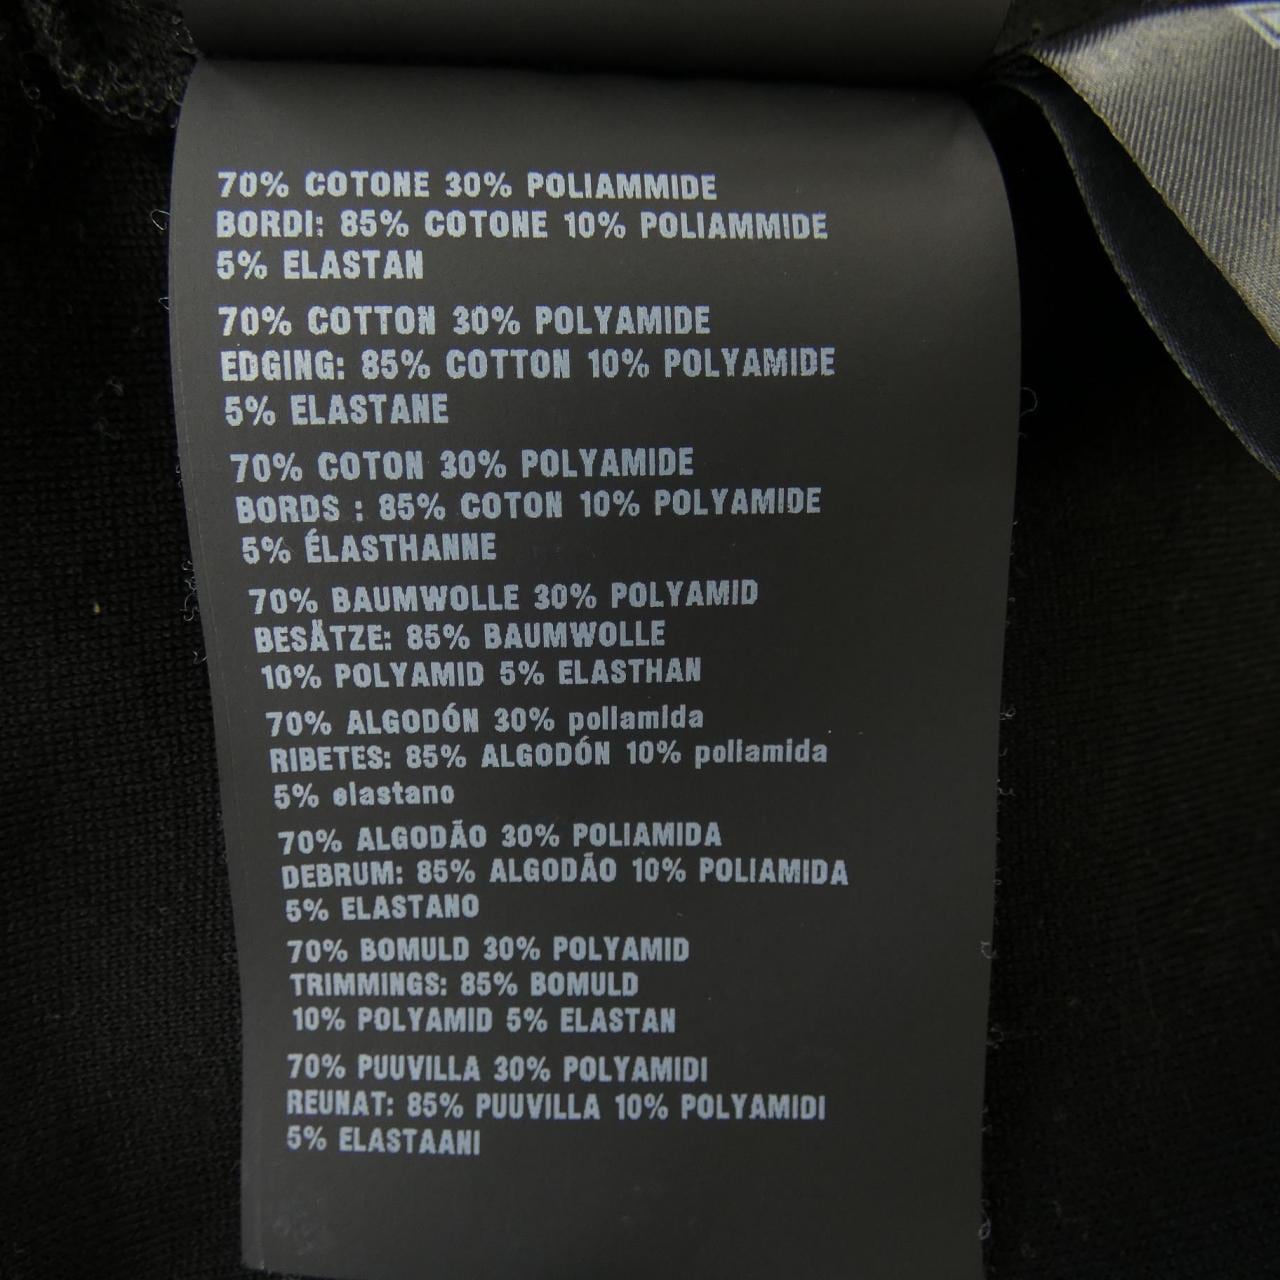 70% COTONE 30% POLIAMMIDE
BORDI: 85% COTONE 10% POLIAMMIDE
5% ELASTAN
70% COTTON 30% POLYAMIDE
EDGING: 85% COTTON 10% POLYAMIDE
5% ELASTANE
70% COTON 30% POLYAMIDE
BORDS : 85% COTON 10% POLYAMIDE
5% ÉLASTHANNE
70% BAUMWOLLE 30% POLYAMID
BESÄTZE: 85% BAUMWOLLE
10% POLYAMID 5% ELASTHAN
70% ALGODÓN 30% poliamida
RIBETES: 85% ALGODÓN 10% poliamida
5% elastano
70% ALGODÃO 30% POLIAMIDA
DEBRUM: 85% ALGODÃO 10% POLIAMIDA
5% ELASTANO
70% BOMULD 30% POLYAMID
TRIMMINGS: 85% BOMULD
10% POLYAMID 5% ELASTAN
70% PUUVILLA 30% POLYAMIDI
REUNAT: 85% PUUVILLA 10% POLYAMIDI
5% ELASTAANI